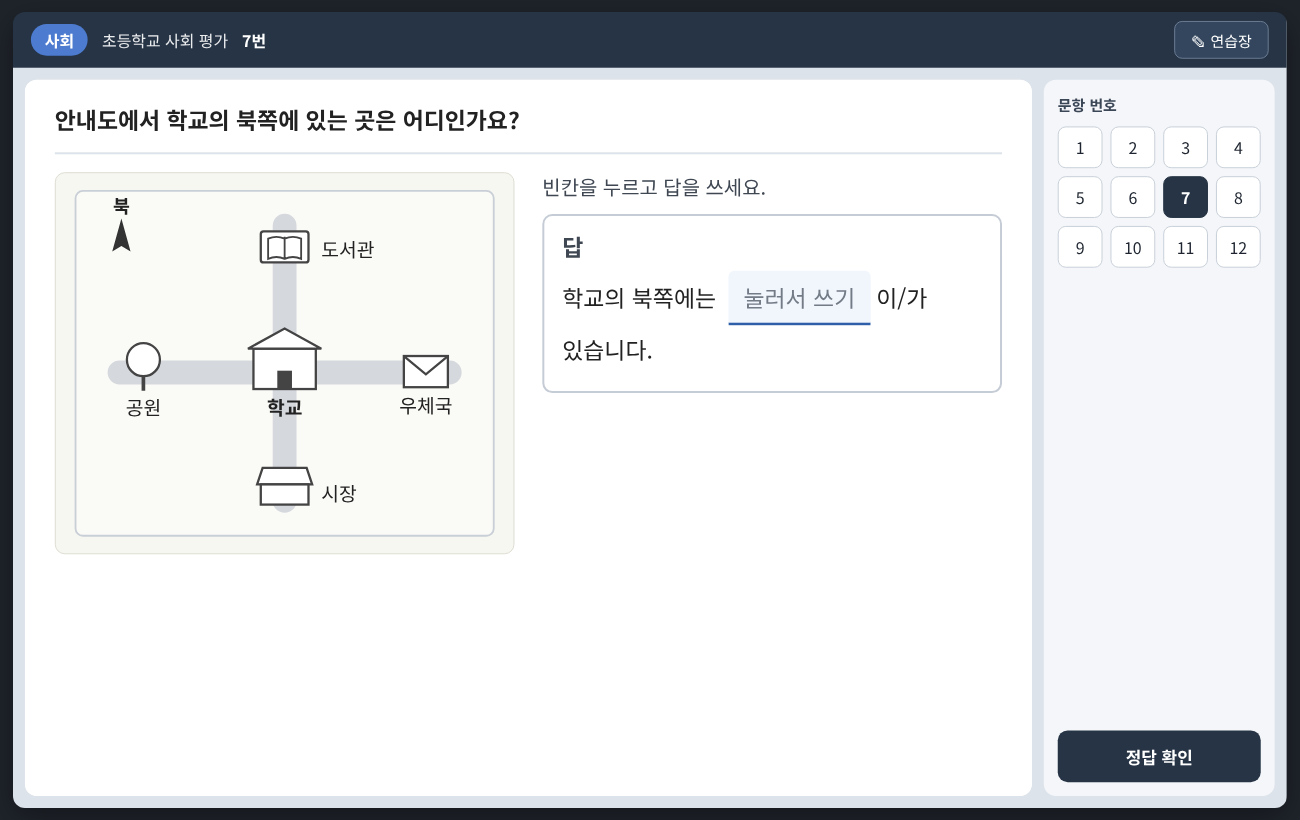 사회
초등학교 사회 평가 7번
✎ 연습장
안내도에서 학교의 북쪽에 있는 곳은 어디인가요?
북
도서관
공원
학교
우체국
시장
빈칸을 누르고 답을 쓰세요.
답
학교의 북쪽에는 눌러서 쓰기 이/가
있습니다.
문항 번호
1 2 3 4
5 6 7 8
9 10 11 12
정답 확인